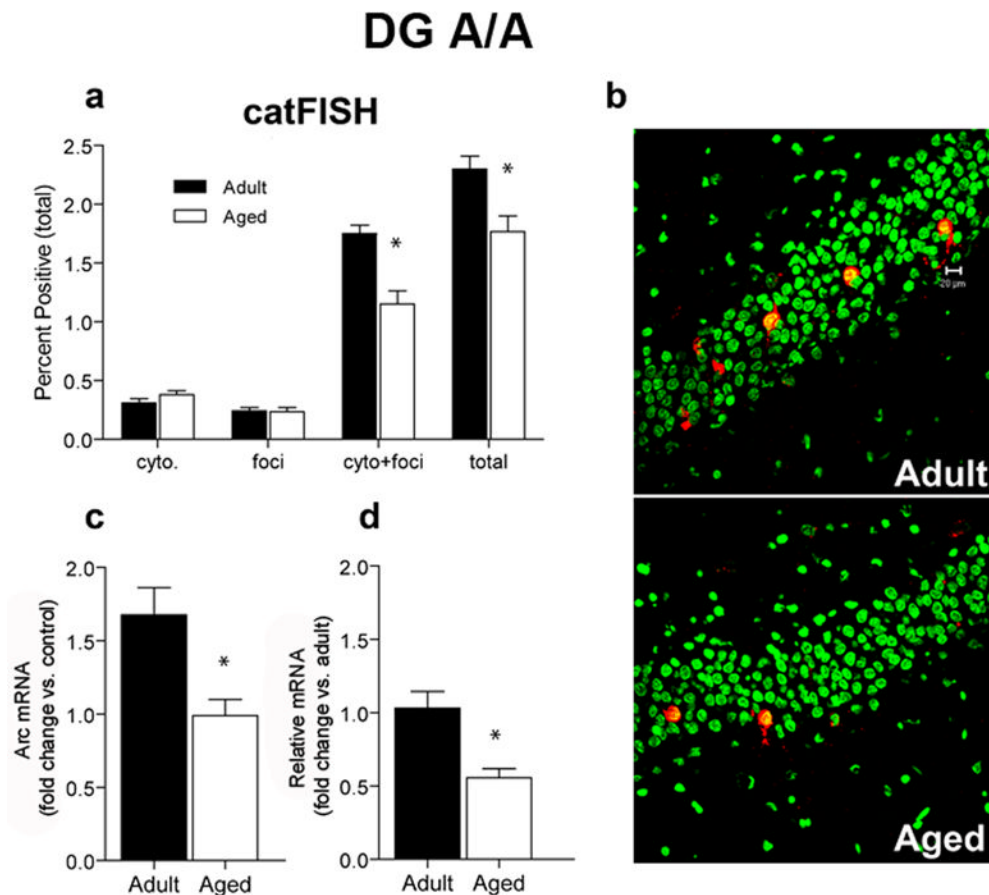 DG A/A
a
catFISH
Percent Positive (total)
2.5
2.0
1.5
1.0
0.5
0.0
Adult
Aged
*
*
cyto.
foci
cyto+foci
total
b
20 µm
Adult
Aged
c
Arc mRNA
(fold change vs. control)
2.0
1.5
1.0
0.5
0.0
*
Adult
Aged
d
Relative mRNA
(fold change vs. adult)
2.0
1.5
1.0
0.5
0.0
*
Adult
Aged